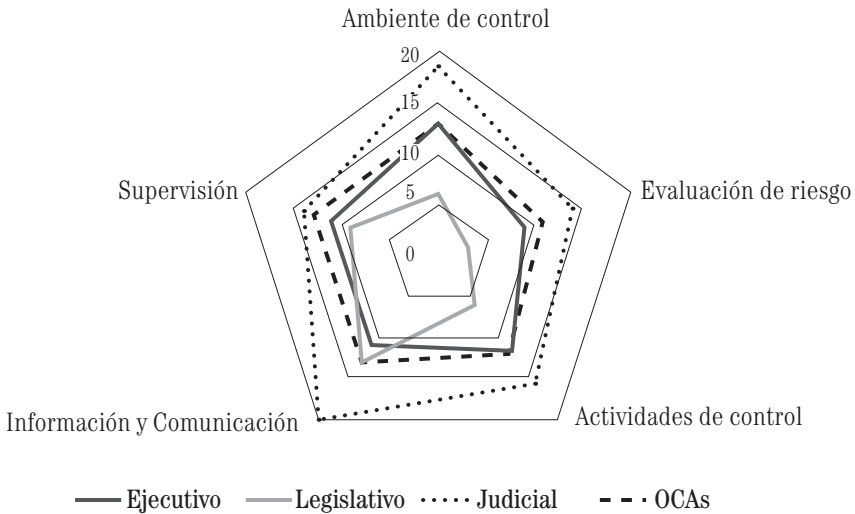 Ambiente de control
20
15
10
5
0
Supervisión
Evaluación de riesgo
Información y Comunicación
Actividades de control
Ejecutivo Legislativo Judicial OCAs